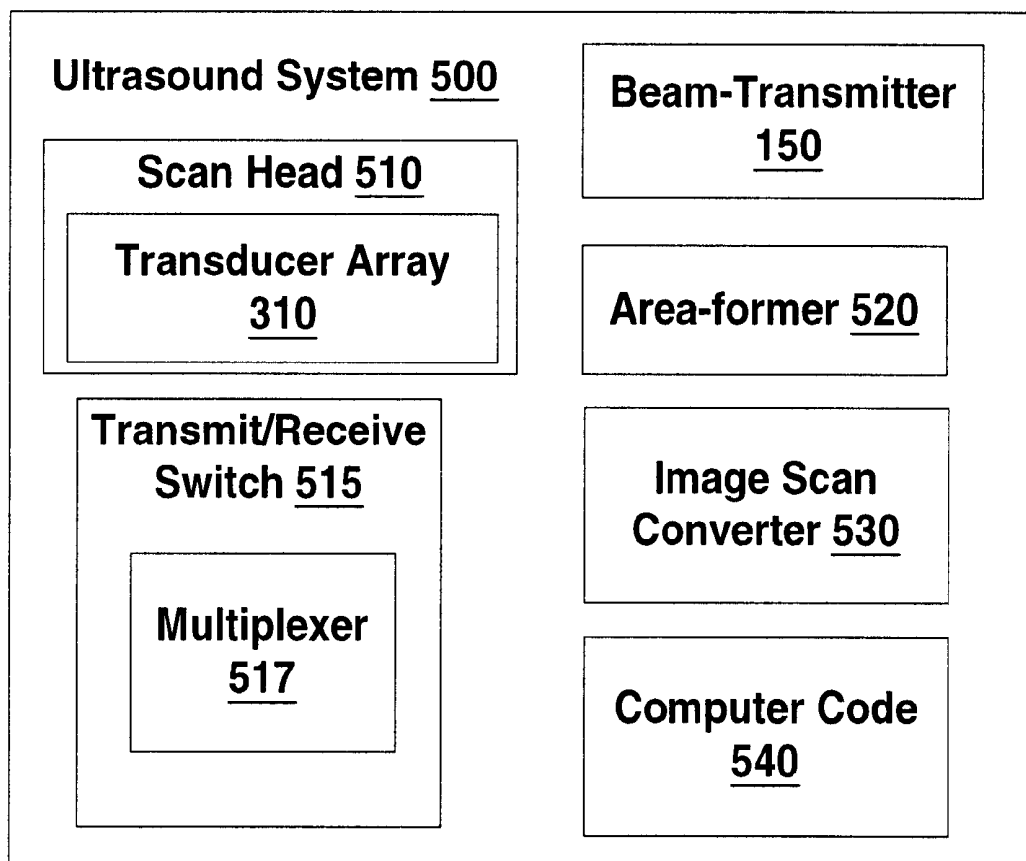 Ultrasound System 500
Scan Head 510
Transducer Array
310
Transmit/Receive
Switch 515
Multiplexer
517
Beam-Transmitter
150
Area-former 520
Image Scan
Converter 530
Computer Code
540